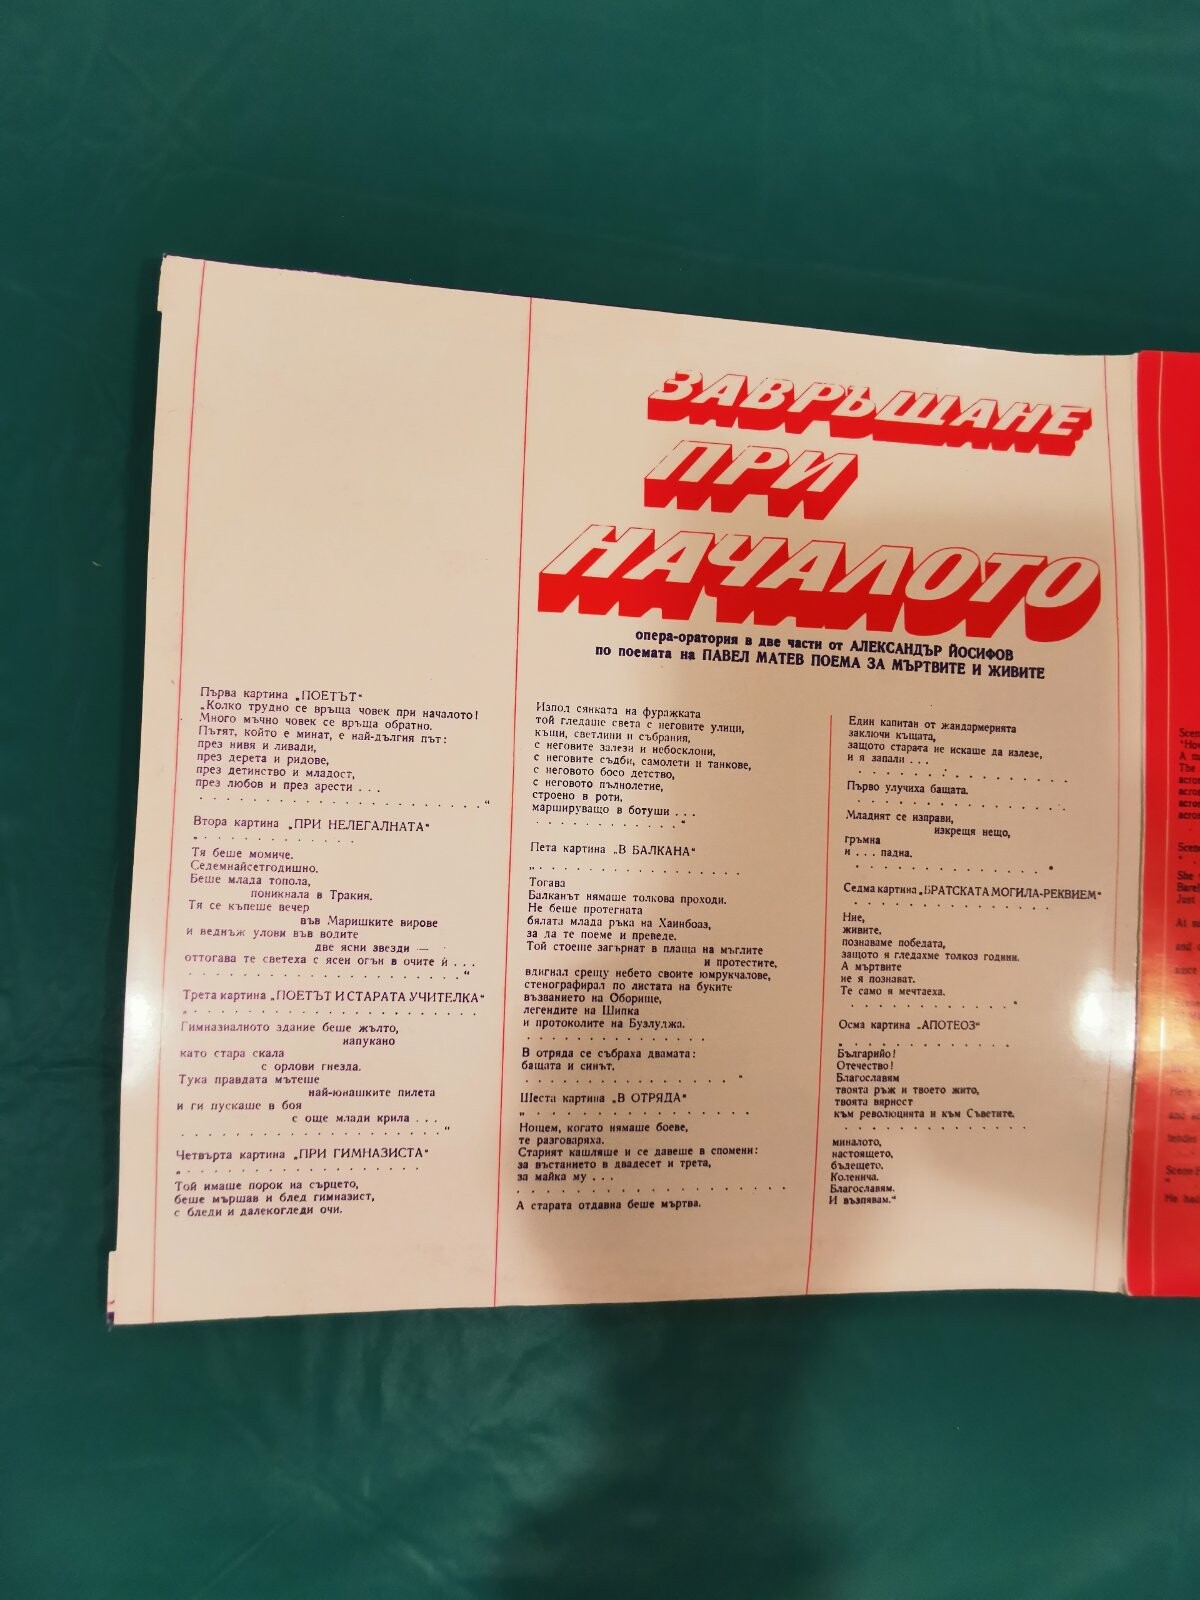 ЗАВРЪЩАНЕ
ПРИ
НАЧАЛОТО
опера-оратория в две части от АЛЕКСАНДЪР ЙОСИФОВ
по поемата на ПАВЕЛ МАТЕВ ПОЕМА ЗА МЪРТВИТЕ И ЖИВИТЕ
Първа картина „ПОЕТЪТ“
„Колко трудно се връща човек при началото!
Много мъчно човек се връща обратно.
Пътят, който е минат, е най-дългия път:
през нивя и ливади,
през дерета и ридове,
през детинство и младост,
през любов и през арести . . .
. . . . . . . . . . . . . . . . . . . . . . “
Втора картина „ПРИ НЕЛЕГАЛНАТА“
„ . . . . . . . . . . . . .
Тя беше момиче.
Седемнайсетгодишно.
Беше млада топола,
поникнала в Тракия.
Тя се къпеше вечер
във Маришките вирове
и веднъж улови във водите
две ясни звезди —
оттогава те светеха с ясен огън в очите ѝ . . .
. . . . . . . . . . . . . . . . . . . . . “
Трета картина „ПОЕТЪТ И СТАРАТА УЧИТЕЛКА“
„ . . . . . . . . . . . . . . . . . . . . . .
Гимназиалното здание беше жълто,
напукано
като стара скала
с орлови гнезда.
Тука правдата мътеше
най-юнашките пилета
и ги пускаше в боя
с още млади крила . . .
. . . . . . . . . . . . . . . . . . . . “
Четвърта картина „ПРИ ГИМНАЗИСТА“
„ . . . . . . . . . . . . . . . . . .
Той имаше порок на сърцето,
беше мършав и блед гимназист,
с бледи и далекогледи очи.
Изпод сянката на фуражката
той гледаше света с неговите улици,
къщи, светлини и събрания,
с неговите залези и небосклони,
с неговите съдби, самолети и танкове,
с неговото босо детство,
с неговото пълнолетие,
строено в роти,
маршируващо в ботуши . . .
. . . . . . . . . . . . “
Пета картина „В БАЛКАНА“
„ . . . . . . . . . . . . . . . .
Тогава
Балканът нямаше толкова проходи.
Не беше протегната
бялата млада ръка на Хаинбоаз,
за да те поеме и преведе.
Той стоеше загърнат в плаща на мъглите
и протестите,
вдигнал срещу небето своите юмрукчалове,
стенографирал по листата на буките
възванието на Оборище,
легендите на Шипка
и протоколите на Бузлуджа.
. . . . . . . . . . . . . .
В отряда се събраха двамата:
бащата и синът.
. . . . . . . . . . . . . . . . “
Шеста картина „В ОТРЯДА“
„ . . . . . . . . . . . . . . . . .
Нощем, когато нямаше боеве,
те разговаряха.
Старият кашляше и се давеше в спомени:
за въстанието в двадесет и трета,
за майка му . . .
. . . . . . . . . . . . . . . . . . . . .
А старата отдавна беше мъртва.
Един капитан от жандармерията
заключи къщата,
защото старата не искаше да излезе,
и я запали . . .
. . . . . . . . . . . . . . . .
Първо улучиха бащата.
. . . . . . . . . . . . . . . .
Младият се изправи,
изкрещя нещо,
гръмна
и . . . падна.
. . . . . . . . . . . . . . . “
Седма картина „БРАТСКАТА МОГИЛА-РЕКВИЕМ“
. . . . . . . . . . . . . . .
Ние,
живите,
познаваме победата,
защото я гледахме толкоз години.
А мъртвите
не я познават.
Те само я мечтаеха.
. . . . . . . . . . . . “
Осма картина „АПОТЕОЗ“
„ . . . . . . . . . . . . .
Българийо!
Отечество!
Благославям
твоята ръж и твоето жито,
твоята вярност
към революцията и към Съветите.
. . . . . . . . . . . . . . .
миналото,
настоящето,
бъдещето.
Коленича.
Благославям.
И възпявам.“
She
Just